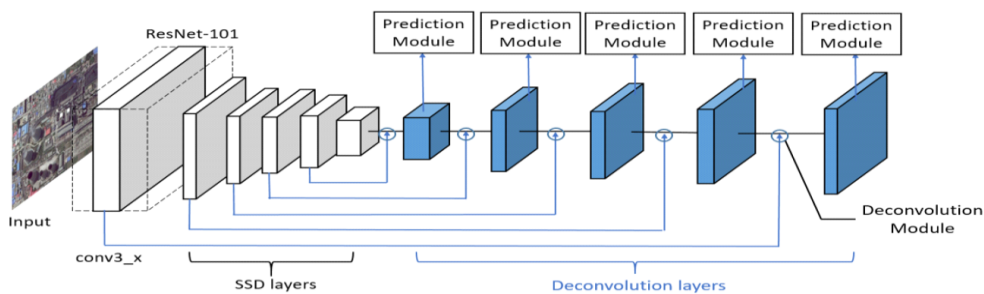 ResNet-101
Prediction
Module
Prediction
Module
Prediction
Module
Prediction
Module
Prediction
Module
Input
conv3_x
SSD layers
Deconvolution layers
Deconvolution
Module